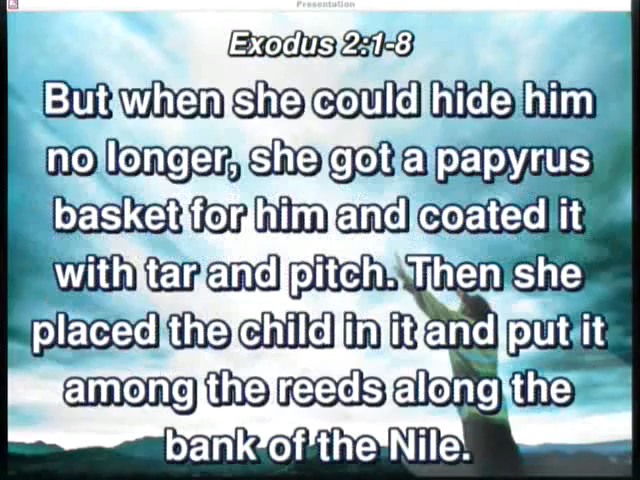 Presentation
Exodus 2:1-8
But when she could hide him
no longer, she got a papyrus
basket for him and coated it
with tar and pitch. Then she
placed the child in it and put it
among the reeds along the
bank of the Nile.